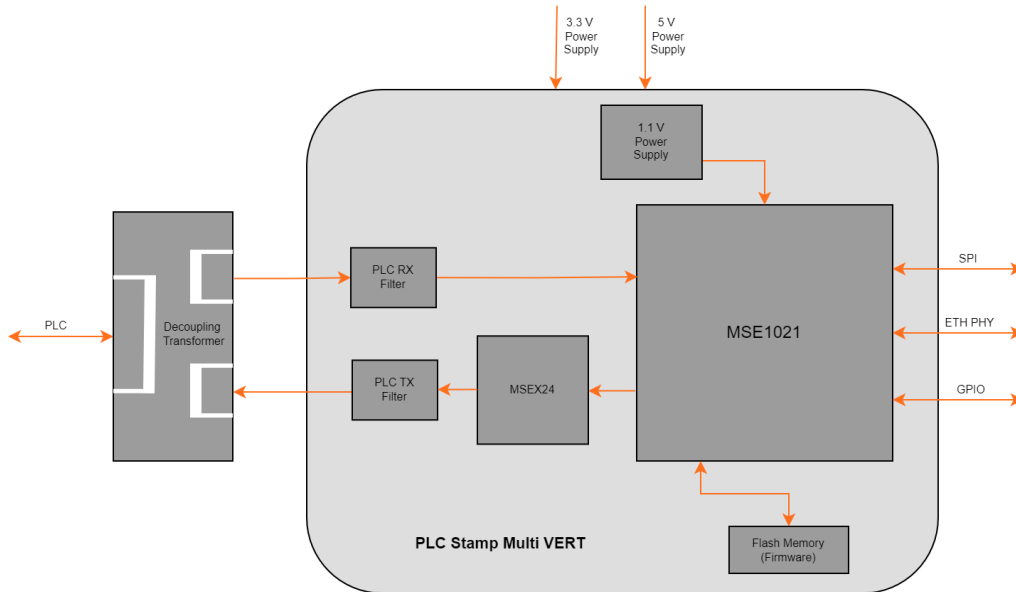 3.3 V
Power
Supply
5 V
Power
Supply
1.1 V
Power
Supply
PLC RX
Filter
SPI
PLC
Decoupling
Transformer
MSE1021
ETH PHY
PLC TX
Filter
MSEX24
GPIO
PLC Stamp Multi VERT
Flash Memory
(Firmware)